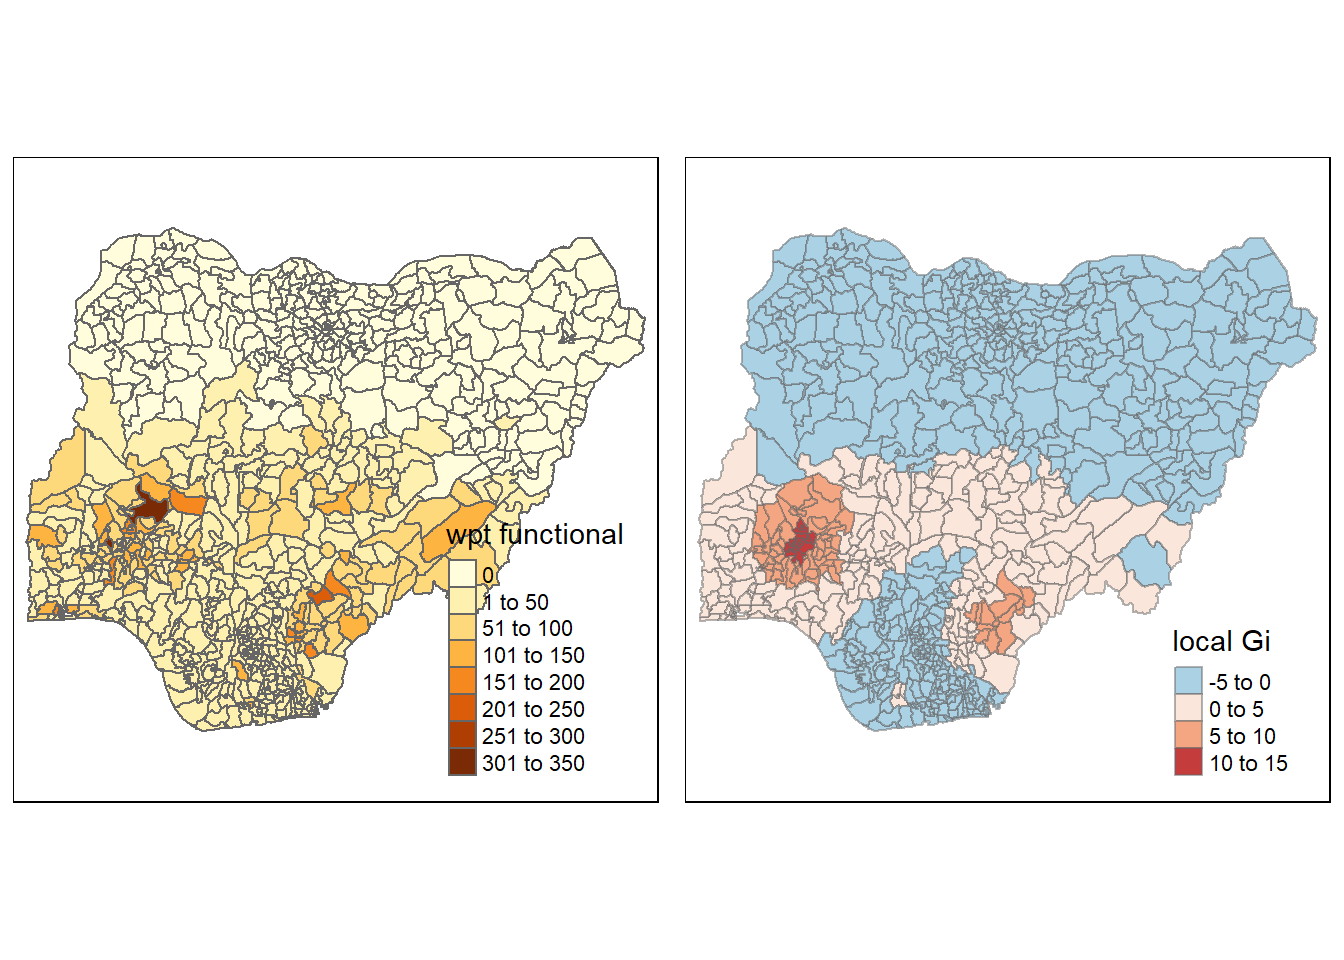 wpt functional
0
1 to 50
51 to 100
101 to 150
151 to 200
201 to 250
251 to 300
301 to 350
local Gi
-5 to 0
0 to 5
5 to 10
10 to 15